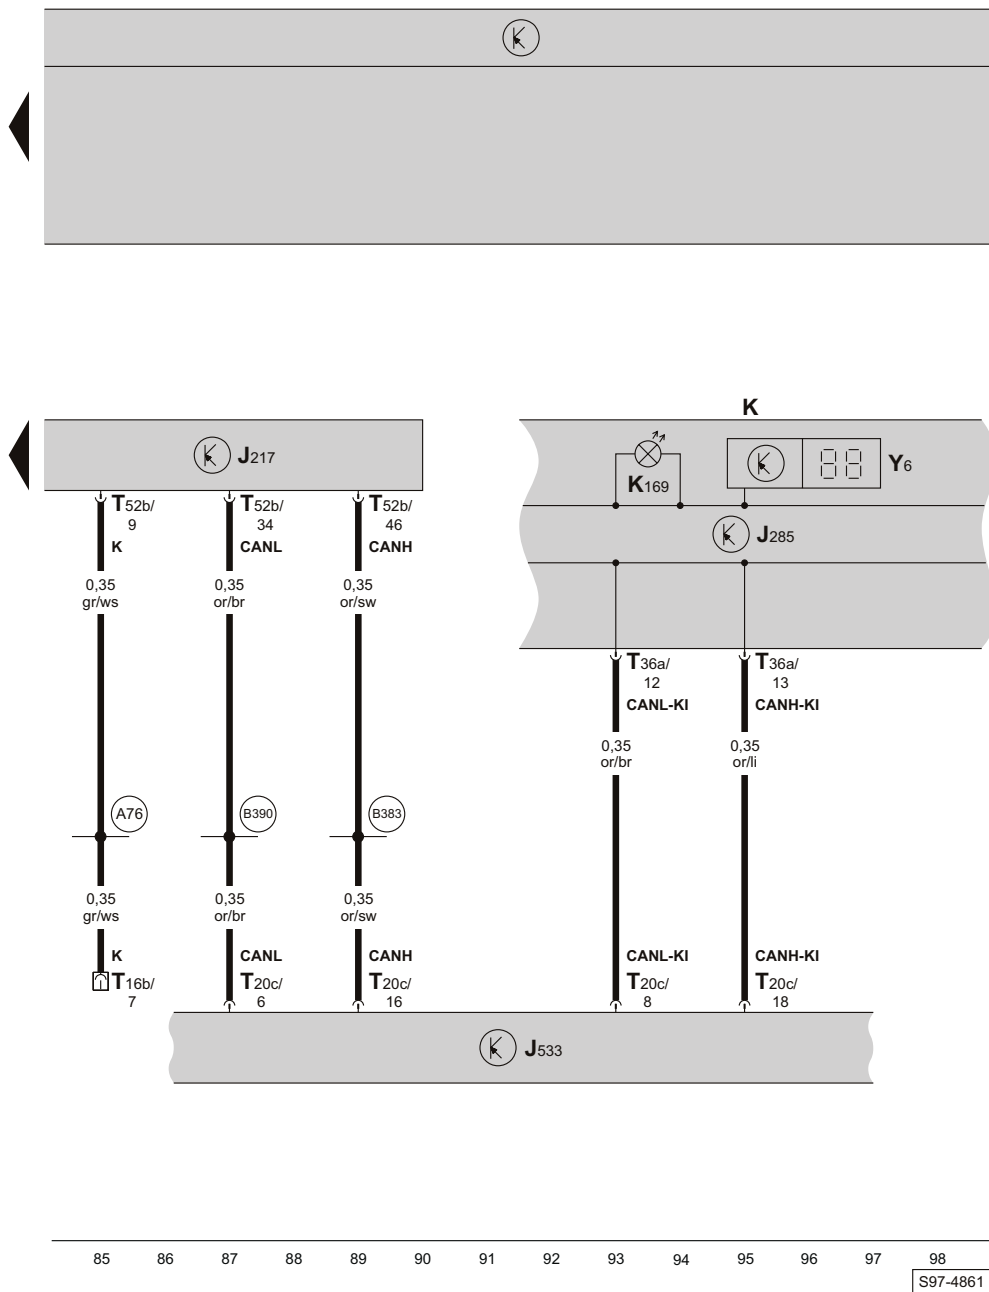 K
J217
K169
Y6
T52b/ T52b/ T52b/
9 34 46
K CANL CANH
J285
0,35 0,35 0,35
gr/ws or/br or/sw
T36a/ T36a/
12 13
CANL-KI CANH-KI
0,35 0,35
or/br or/li
A76 B390 B383
0,35 0,35 0,35
gr/ws or/br or/sw
K CANL CANH CANL-KI CANH-KI
T16b/ T20c/ T20c/ T20c/ T20c/
7 6 16 8 18
J533
85 86 87 88 89 90 91 92 93 94 95 96 97 98
S97-4861